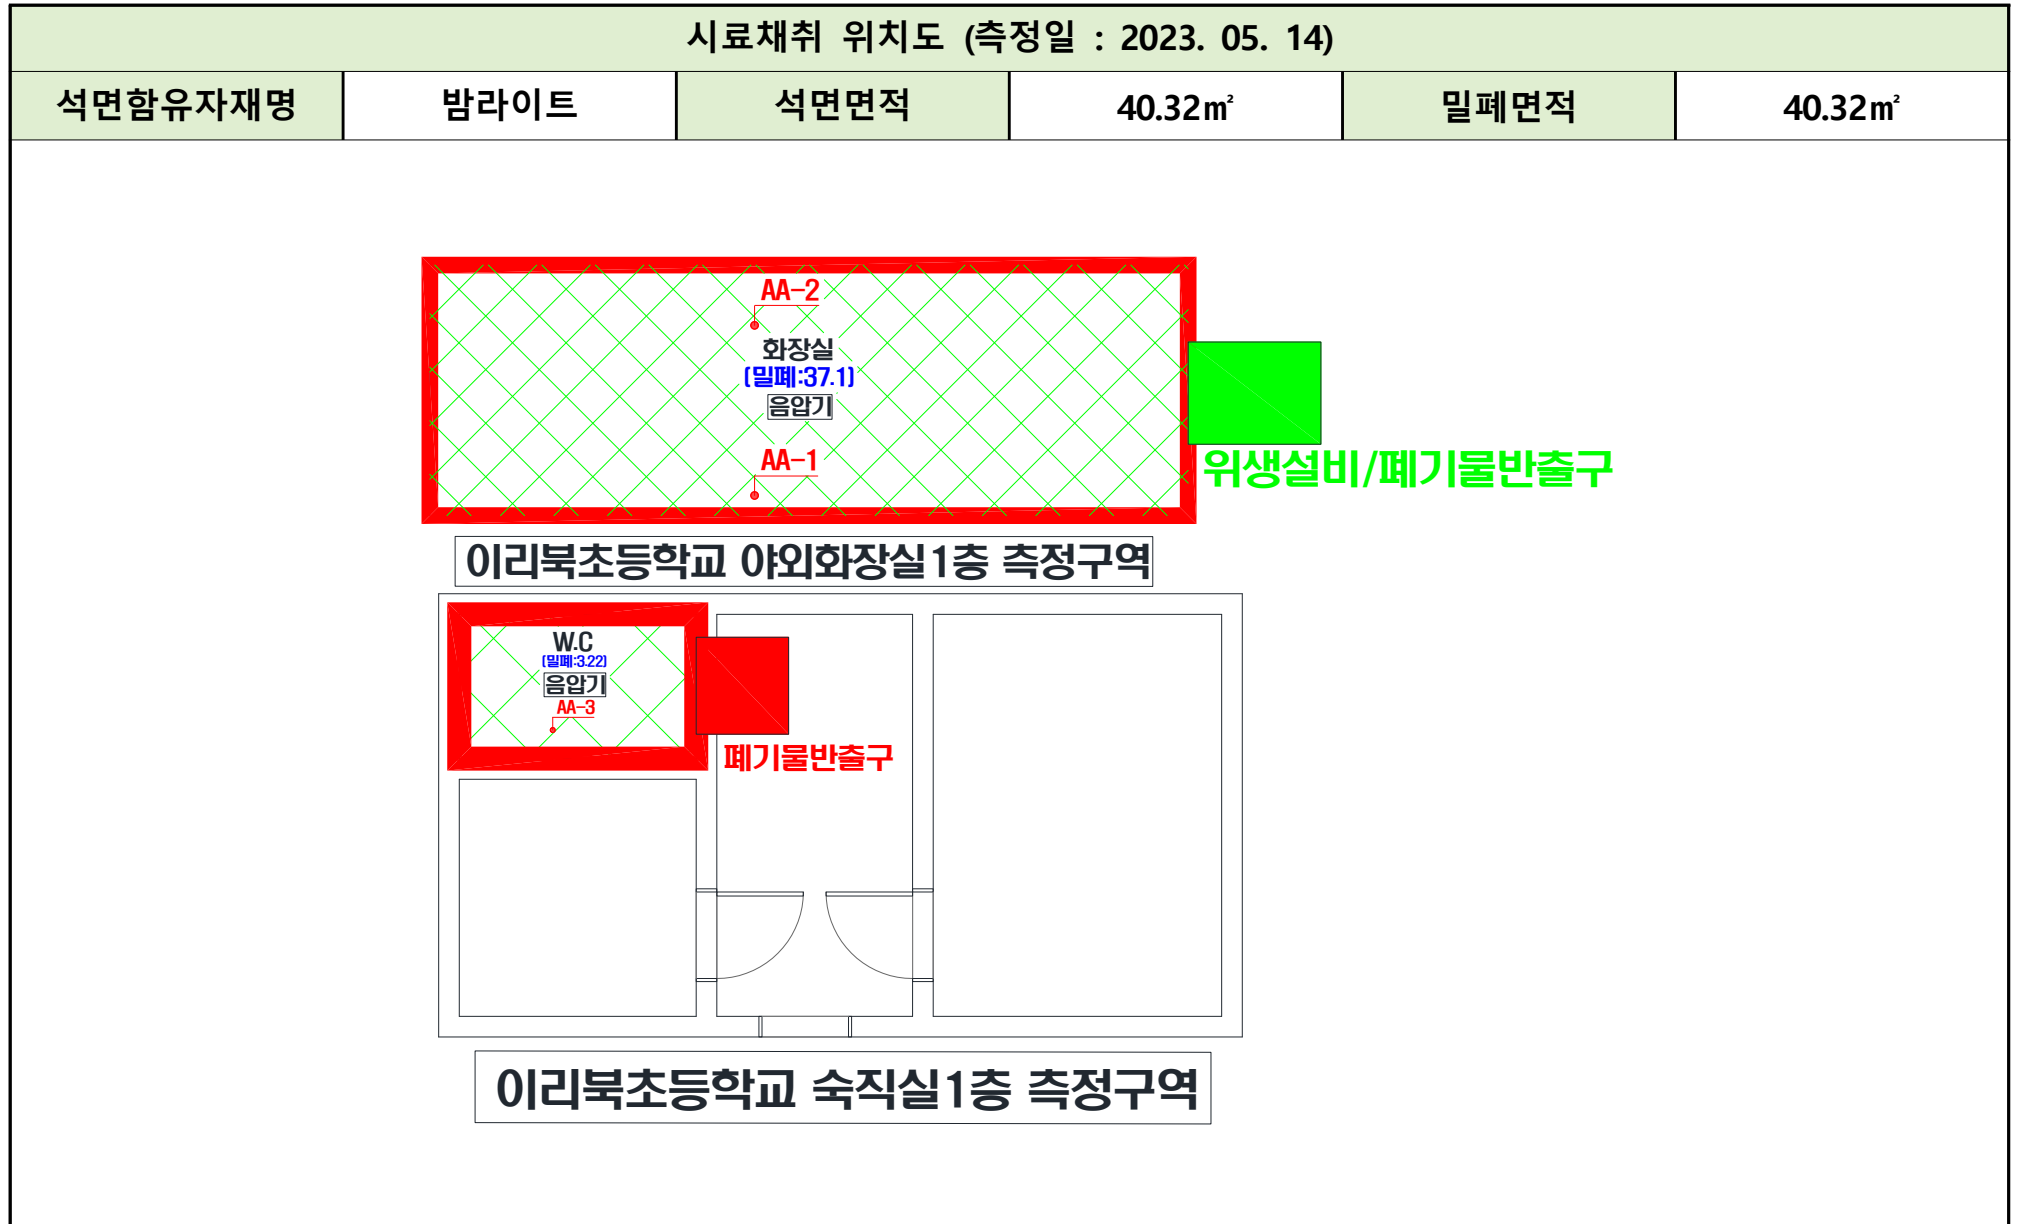 시료채취 위치도 (측정일 : 2023. 05. 14)
석면함유자재명 밤라이트 석면면적 40.32㎡ 밀폐면적 40.32㎡
AA-2
화장실
(밀폐:37.1)
음압기
AA-1
위생설비/폐기물반출구
이리북초등학교 야외화장실1층 측정구역
W.C
(밀폐:3.22)
음압기
AA-3
폐기물반출구
이리북초등학교 숙직실1층 측정구역